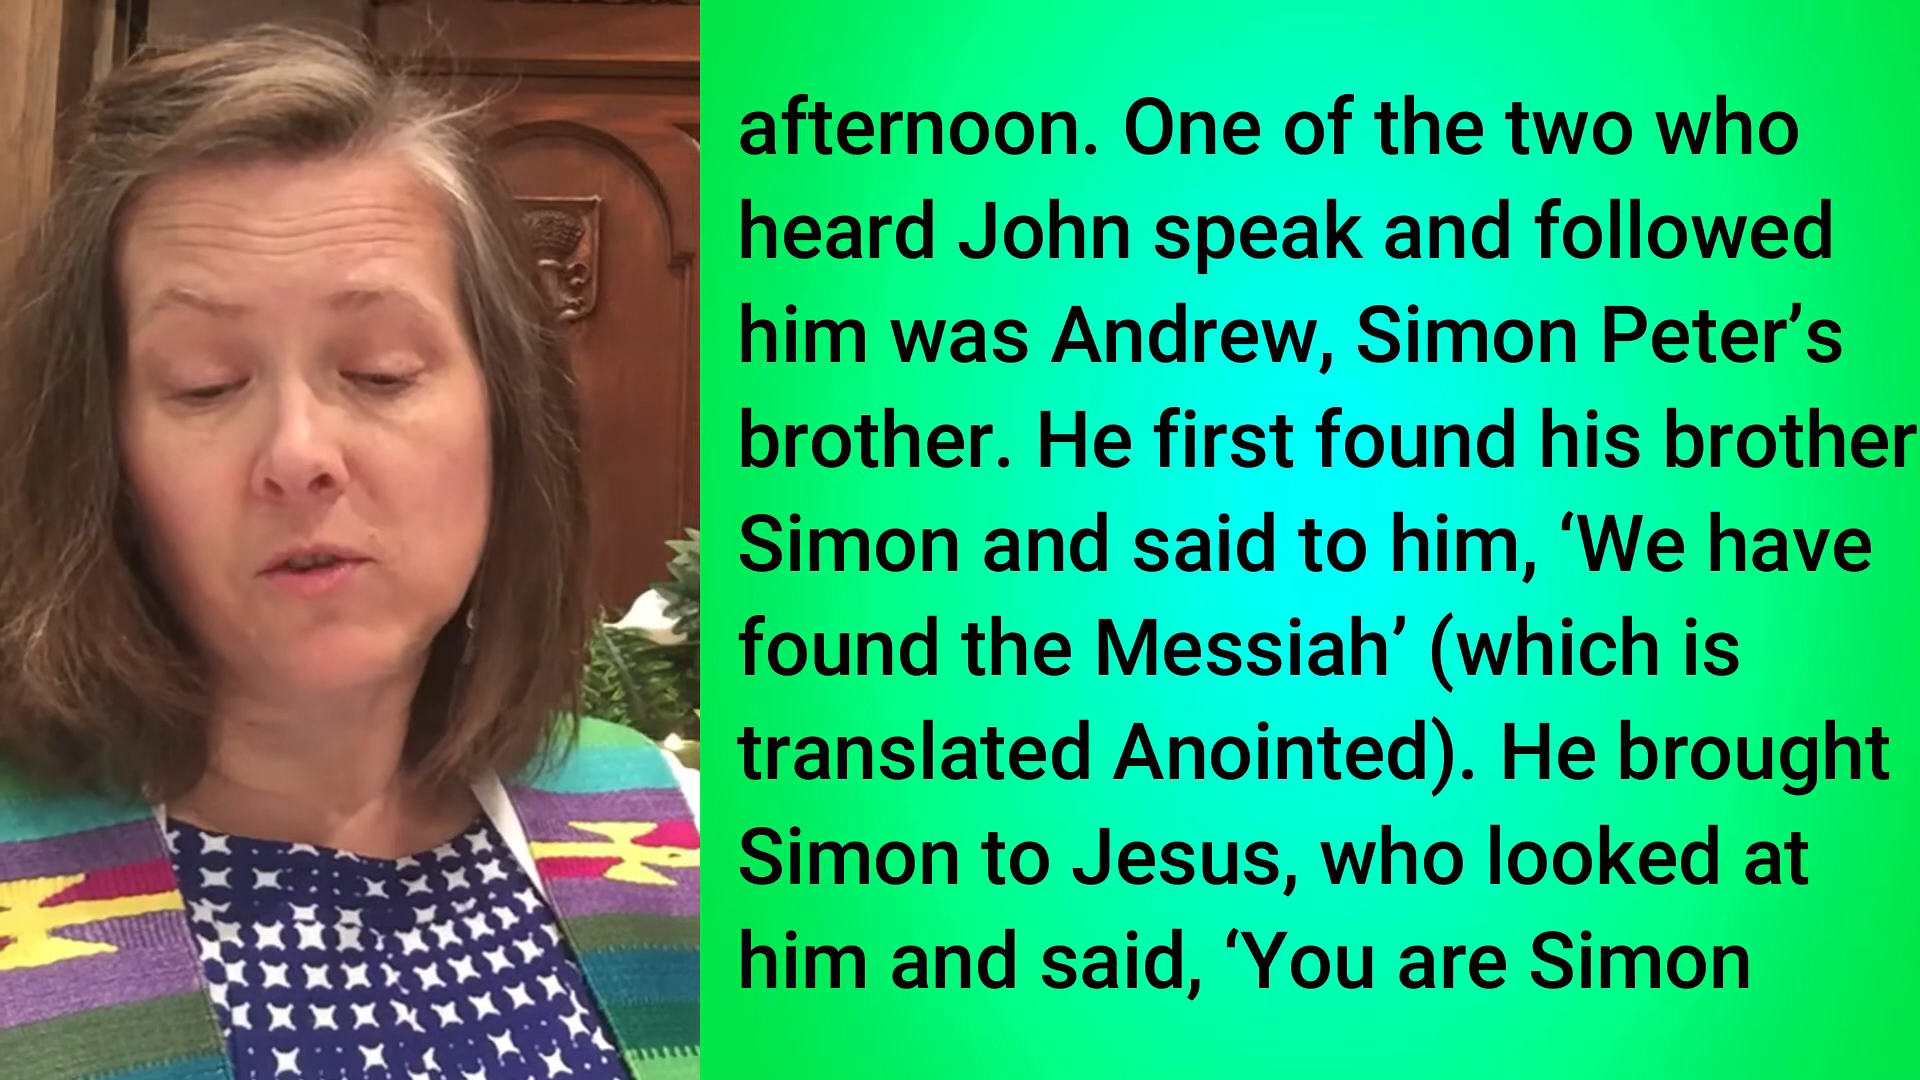 afternoon. One of the two who
heard John speak and followed
him was Andrew, Simon Peter’s
brother. He first found his brother
Simon and said to him, ‘We have
found the Messiah’ (which is
translated Anointed). He brought
Simon to Jesus, who looked at
him and said, ‘You are Simon